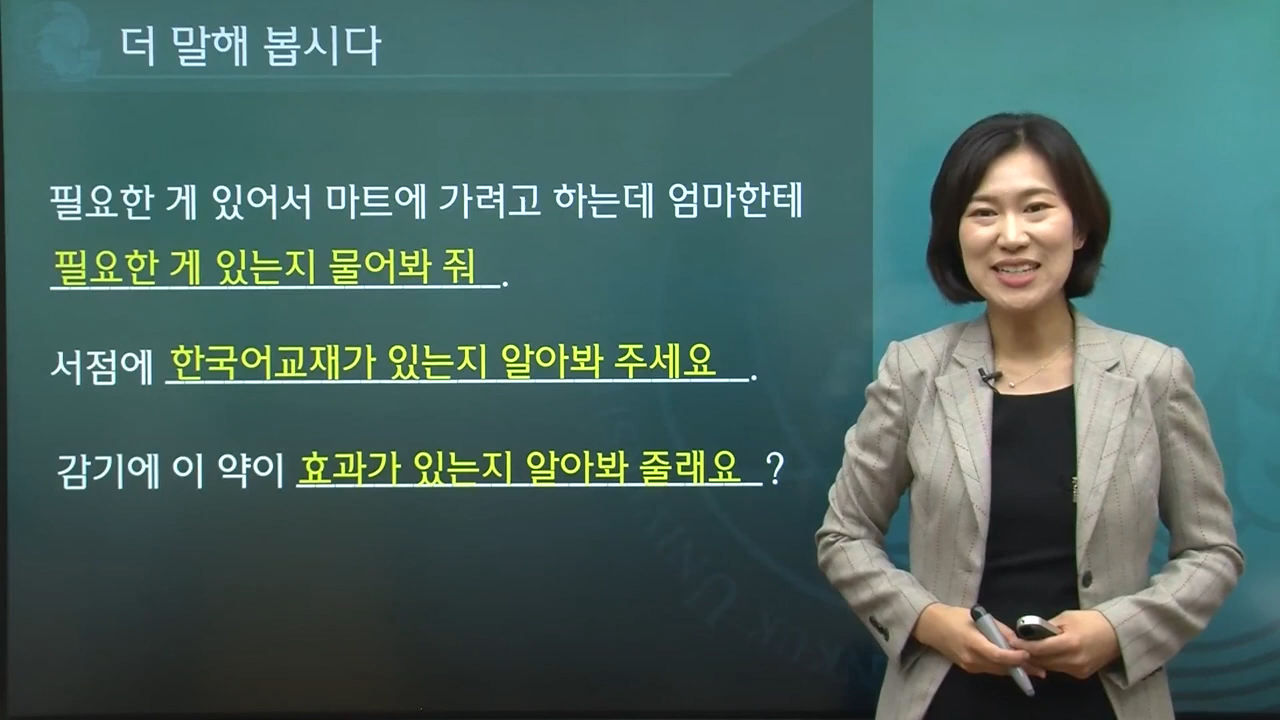 더 말해 봅시다
필요한 게 있어서 마트에 가려고 하는데 엄마한테
필요한 게 있는지 물어봐 줘.
서점에 한국어교재가 있는지 알아봐 주세요.
감기에 이 약이 효과가 있는지 알아봐 줄래요?